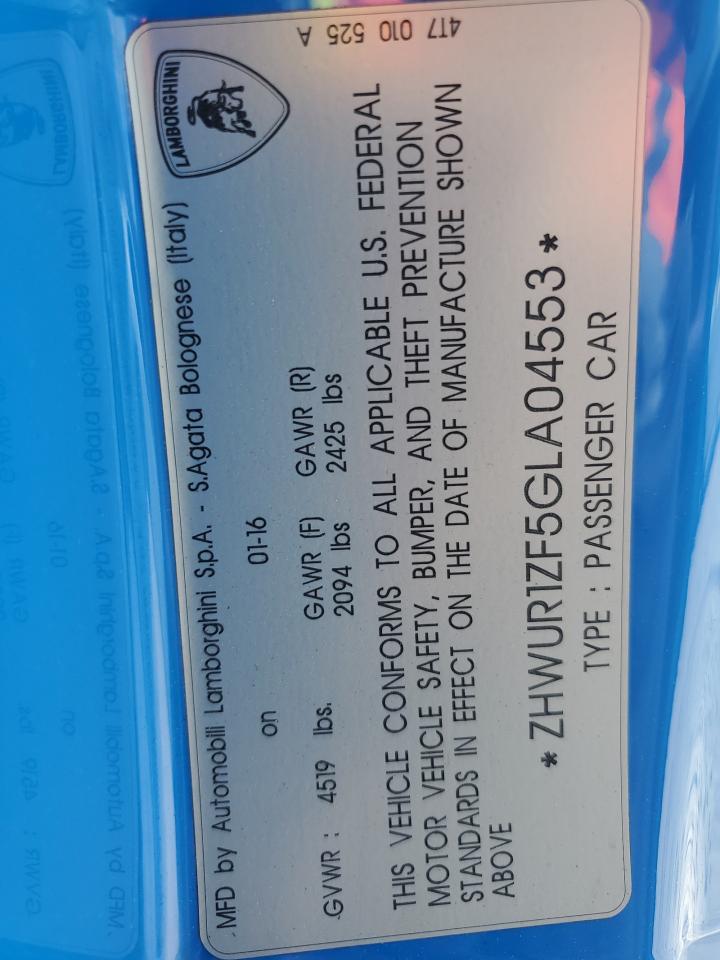 LAMBORGHINI
MFD by Automobili Lamborghini S.p.A. - S.Agata Bolognese (Italy)
on 01-16
GVWR : 4519 lbs. GAWR (F) GAWR (R)
2094 lbs 2425 lbs
THIS VEHICLE CONFORMS TO ALL APPLICABLE U.S. FEDERAL
MOTOR VEHICLE SAFETY, BUMPER, AND THEFT PREVENTION
STANDARDS IN EFFECT ON THE DATE OF MANUFACTURE SHOWN
ABOVE
*ZHWUR1ZF5GLA04553*
TYPE : PASSENGER CAR
4T7 010 525 A